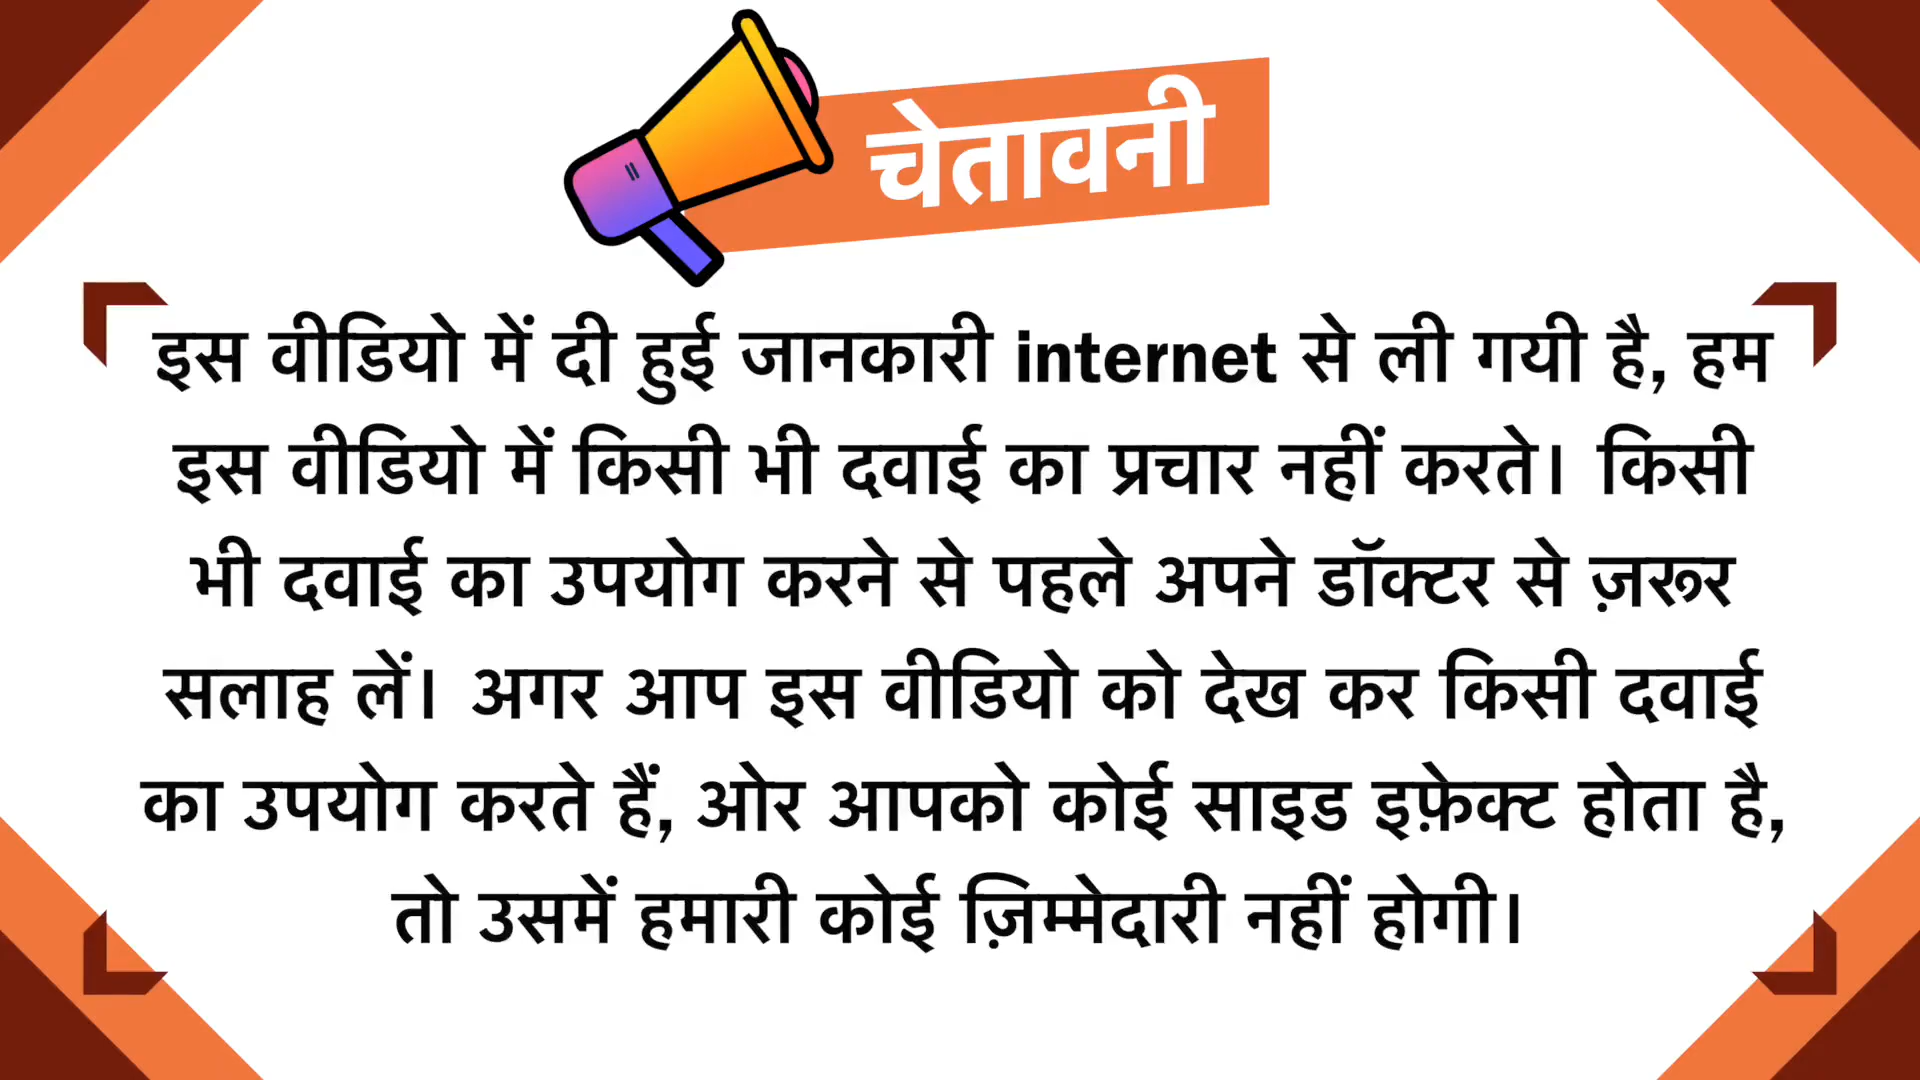 चेतावनी
इस वीडियो में दी हुई जानकारी internet से ली गयी है, हम
इस वीडियो में किसी भी दवाई का प्रचार नहीं करते। किसी
भी दवाई का उपयोग करने से पहले अपने डॉक्टर से ज़रूर
सलाह लें। अगर आप इस वीडियो को देख कर किसी दवाई
का उपयोग करते हैं, ओर आपको कोई साइड इफ़ेक्ट होता है,
तो उसमें हमारी कोई ज़िम्मेदारी नहीं होगी।